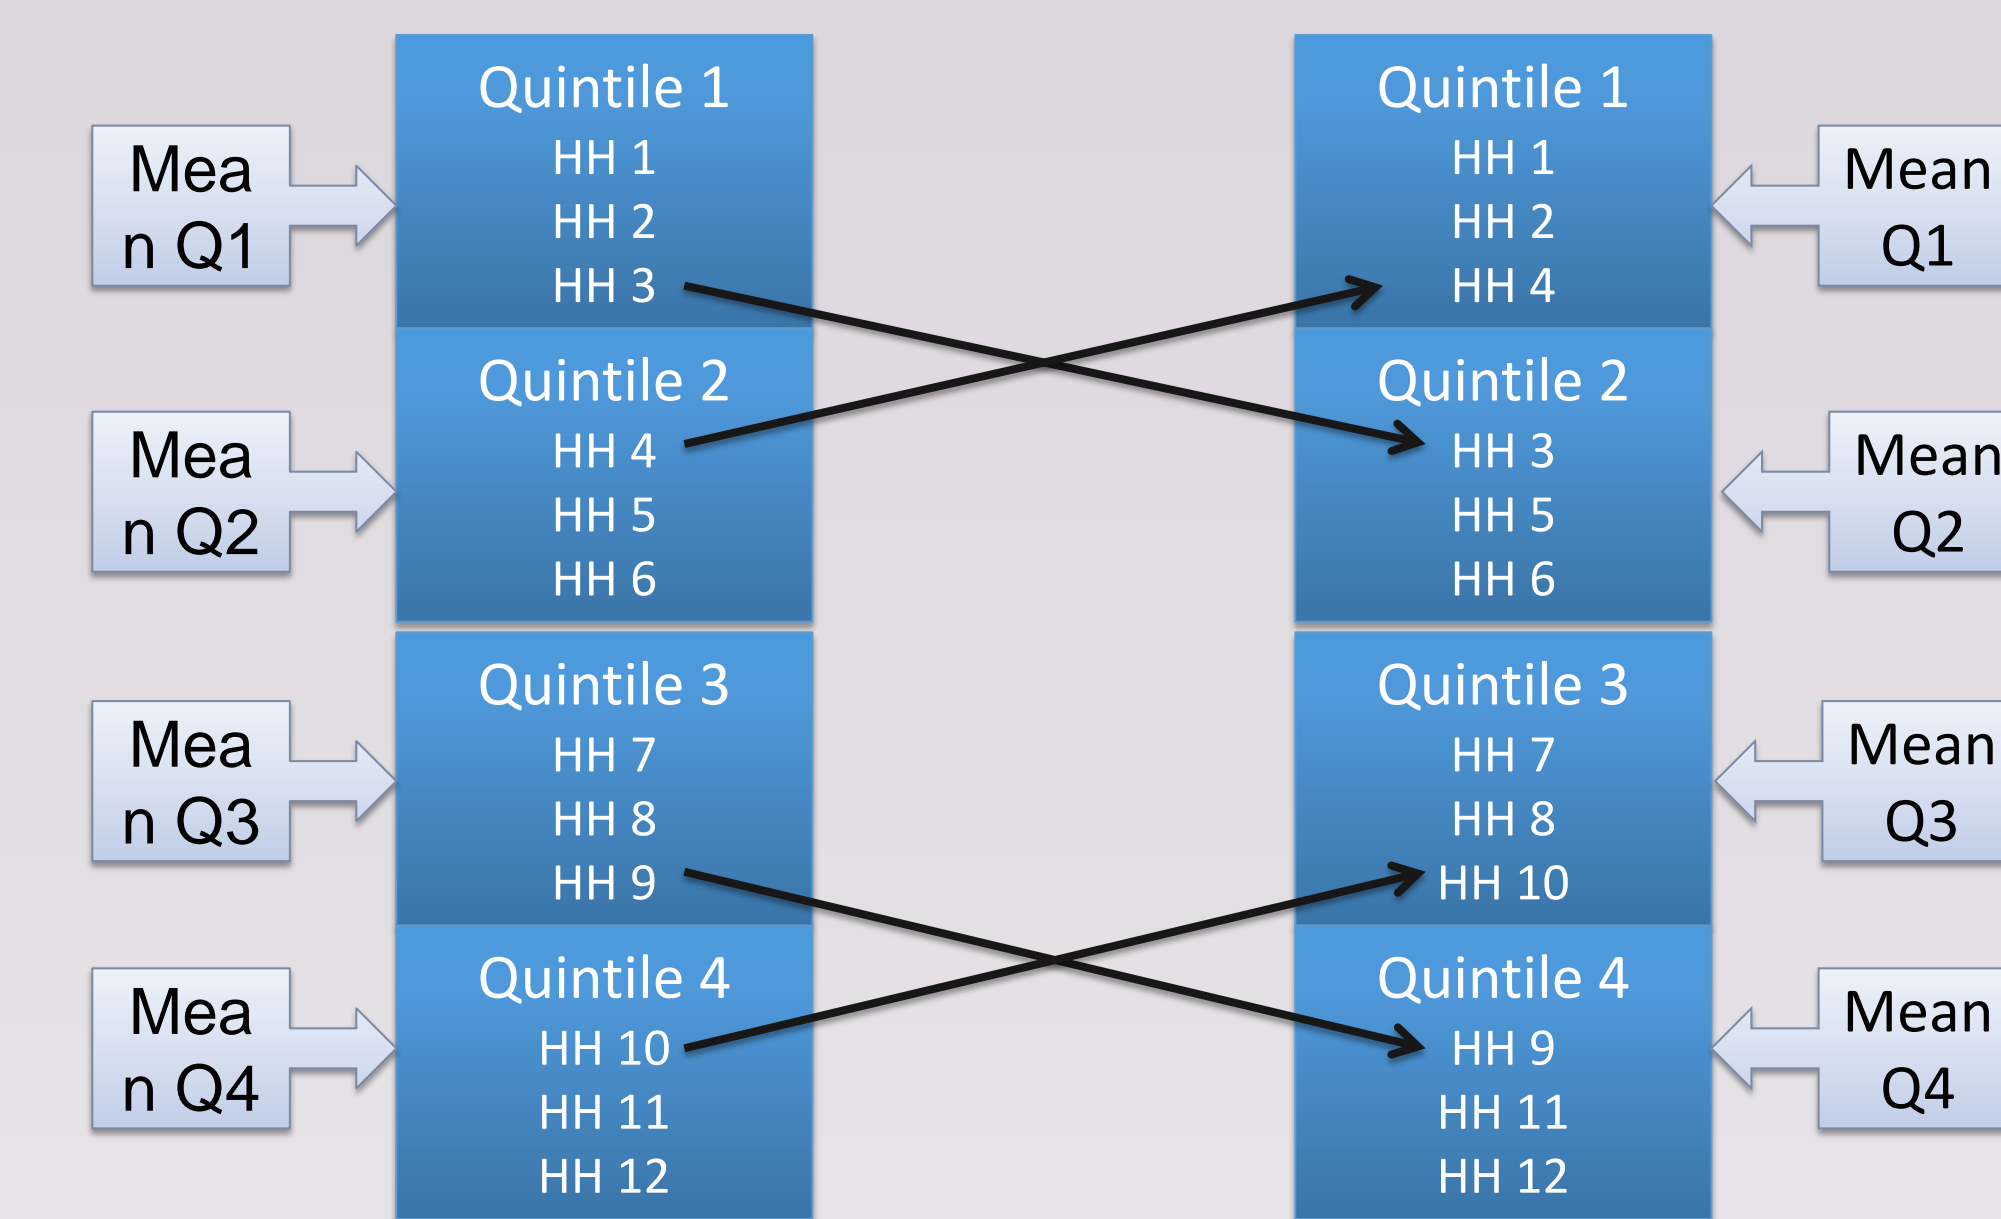 Mea
n Q1
Quintile 1
HH 1
HH 2
HH 3
Quintile 1
HH 1
HH 2
HH 4
Mean
Q1
Mea
n Q2
Quintile 2
HH 4
HH 5
HH 6
Quintile 2
HH 3
HH 5
HH 6
Mean
Q2
Mea
n Q3
Quintile 3
HH 7
HH 8
HH 9
Quintile 3
HH 7
HH 8
HH 10
Mean
Q3
Mea
n Q4
Quintile 4
HH 10
HH 11
HH 12
Quintile 4
HH 9
HH 11
HH 12
Mean
Q4